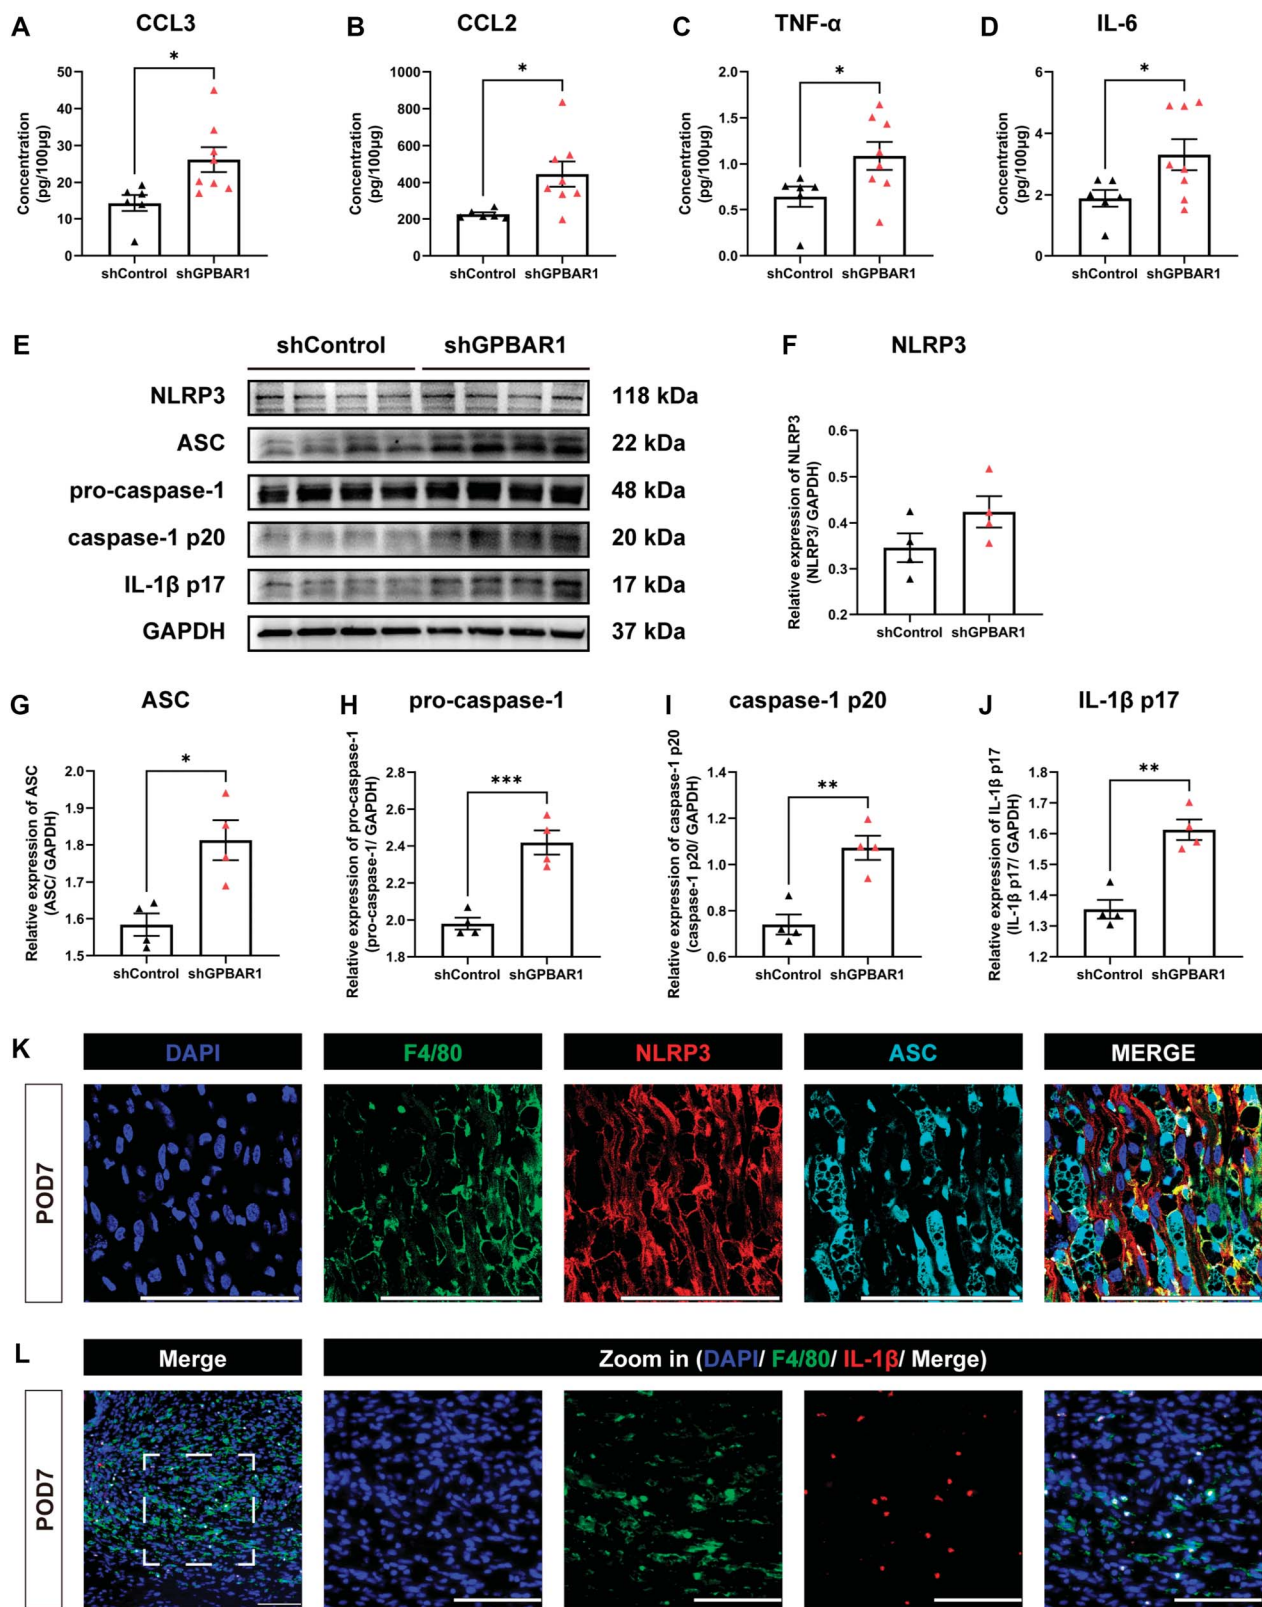 A
CCL3
*
Concentration
(pg/100μg)
50
40
30
20
10
0
shControl
shGPBAR1
B
CCL2
*
Concentration
(pg/100μg)
1000
800
600
400
200
0
shControl
shGPBAR1
C
TNF-α
*
Concentration
(pg/100μg)
2.0
1.5
1.0
0.5
0.0
shControl
shGPBAR1
D
IL-6
*
Concentration
(pg/100μg)
6
4
2
0
shControl
shGPBAR1
E
shControl
shGPBAR1
NLRP3
118 kDa
ASC
22 kDa
pro-caspase-1
48 kDa
caspase-1 p20
20 kDa
IL-1β p17
17 kDa
GAPDH
37 kDa
F
NLRP3
Relative expression of NLRP3
(NLRP3/ GAPDH)
0.6
0.5
0.4
0.3
0.2
shControl
shGPBAR1
G
ASC
*
Relative expression of ASC
(ASC/ GAPDH)
2.0
1.9
1.8
1.7
1.6
1.5
shControl
shGPBAR1
H
pro-caspase-1
***
Relative expression of pro-caspase-1
(pro-caspase-1/ GAPDH)
2.8
2.6
2.4
2.2
2.0
1.8
shControl
shGPBAR1
I
caspase-1 p20
**
Relative expression of caspase-1 p20
(caspase-1 p20/ GAPDH)
1.4
1.2
1.0
0.8
0.6
shControl
shGPBAR1
J
IL-1β p17
**
Relative expression of IL-1β p17
(IL-1β p17/ GAPDH)
1.8
1.7
1.6
1.5
1.4
1.3
1.2
shControl
shGPBAR1
K
DAPI
F4/80
NLRP3
ASC
MERGE
POD7
L
Merge
Zoom in (DAPI/ F4/80/ IL-1β/ Merge)
POD7